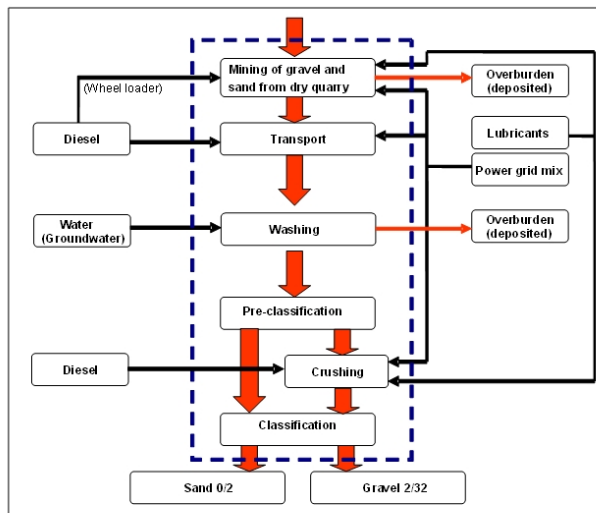 Mining of gravel and
sand from dry quarry
Overburden
(deposited)
(Wheel loader)
Diesel
Transport
Lubricants
Power grid mix
Water
(Groundwater)
Washing
Overburden
(deposited)
Pre-classification
Diesel
Crushing
Classification
Sand 0/2
Gravel 2/32